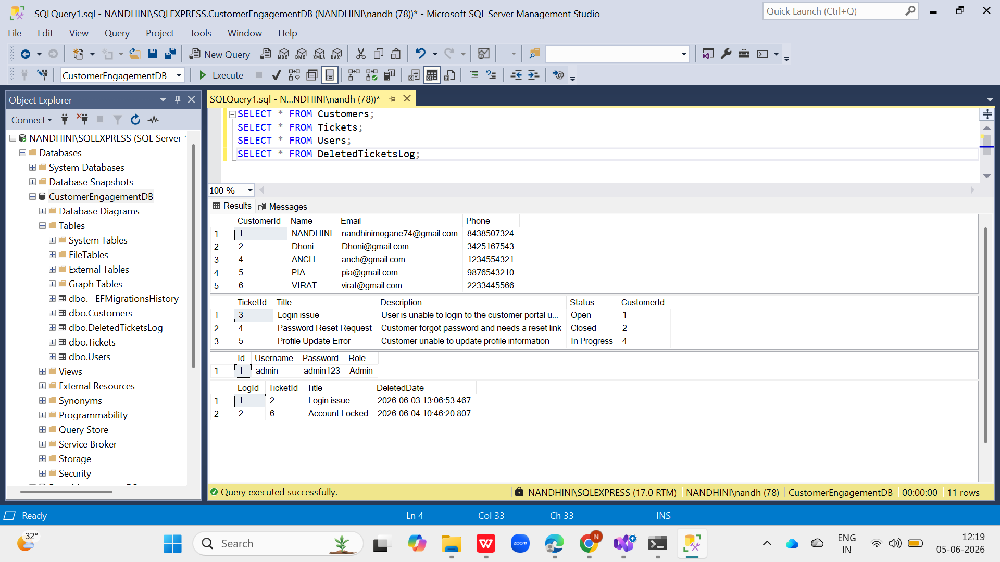 SQLQuery1.sql - NANDHINI\SQLEXPRESS.CustomerEngagementDB (NANDHINI\nandh (78))* - Microsoft SQL Server Management Studio
Quick Launch (Ctrl+Q)
File Edit View Query Project Tools Window Help
New Query
MDX DMX XMLA DAX
CustomerEngagementDB
Execute
Object Explorer
Connect
NANDHINI\SQLEXPRESS (SQL Server
Databases
System Databases
Database Snapshots
CustomerEngagementDB
Database Diagrams
Tables
System Tables
FileTables
External Tables
Graph Tables
dbo.__EFMigrationsHistory
dbo.Customers
dbo.DeletedTicketsLog
dbo.Tickets
dbo.Users
Views
External Resources
Synonyms
Programmability
Query Store
Service Broker
Storage
Security
SQLQuery1.sql - N...NDHINI\nandh (78))*
SELECT * FROM Customers;
SELECT * FROM Tickets;
SELECT * FROM Users;
SELECT * FROM DeletedTicketsLog;
100 %
Results Messages
CustomerId Name Email Phone
1 1 NANDHINI nandhinimogane74@gmail.com 8438507324
2 2 Dhoni Dhoni@gmail.com 3425167543
3 4 ANCH anch@gmail.com 1234554321
4 5 PIA pia@gmail.com 9876543210
5 6 VIRAT virat@gmail.com 2233445566
TicketId Title Description Status CustomerId
1 3 Login issue User is unable to login to the customer portal u... Open 1
2 4 Password Reset Request Customer forgot password and needs a reset link Closed 2
3 5 Profile Update Error Customer unable to update profile information In Progress 4
Id Username Password Role
1 1 admin admin123 Admin
LogId TicketId Title DeletedDate
1 1 2 Login issue 2026-06-03 13:06:53.467
2 2 6 Account Locked 2026-06-04 10:46:20.807
Query executed successfully.
NANDHINI\SQLEXPRESS (17.0 RTM) NANDHINI\nandh (78) CustomerEngagementDB 00:00:00 11 rows
Ready Ln 4 Col 33 Ch 33 INS
32°
Search
W
zoom
N
ENG
IN
12:19
05-06-2026